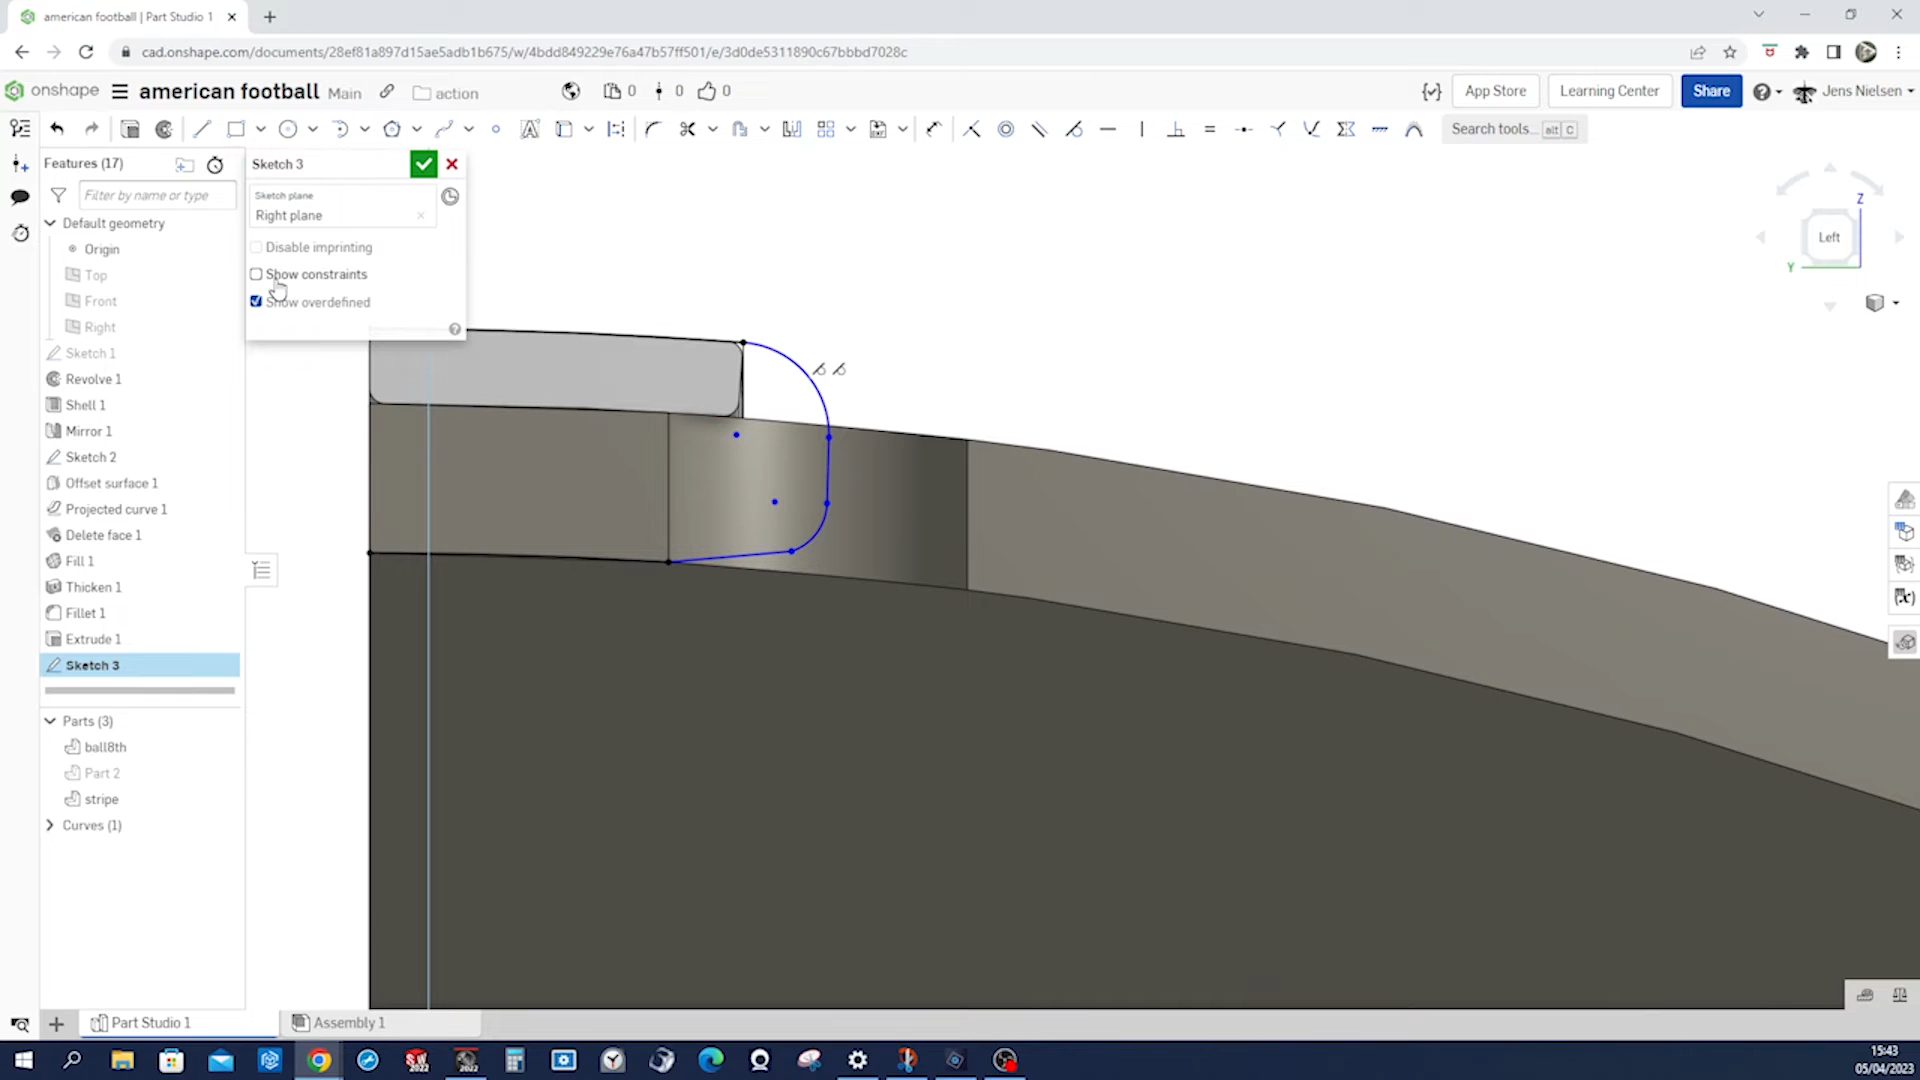 american football | Part Studio 1
cad.onshape.com/documents/28ef81a897d15ae5adb1b675/w/4bdd849229e76a47b57ff501/e/3d0de5311890c67bbbd7028c
onshape american football Main action 0 0 0 App Store Learning Center Share Jens Nielsen
Search tools... alt C
Features (17)
Filter by name or type
Default geometry
Origin
Top
Front
Right
Sketch 1
Revolve 1
Shell 1
Mirror 1
Sketch 2
Offset surface 1
Projected curve 1
Delete face 1
Fill 1
Thicken 1
Fillet 1
Extrude 1
Sketch 3
Parts (3)
ball8th
Part 2
stripe
Curves (1)
Sketch 3
Sketch plane
Right plane
Disable imprinting
Show constraints
Show overdefined
Z
Left
Y
(x)
Part Studio 1
Assembly 1
SW 2022
2022
15:43
05/04/2023